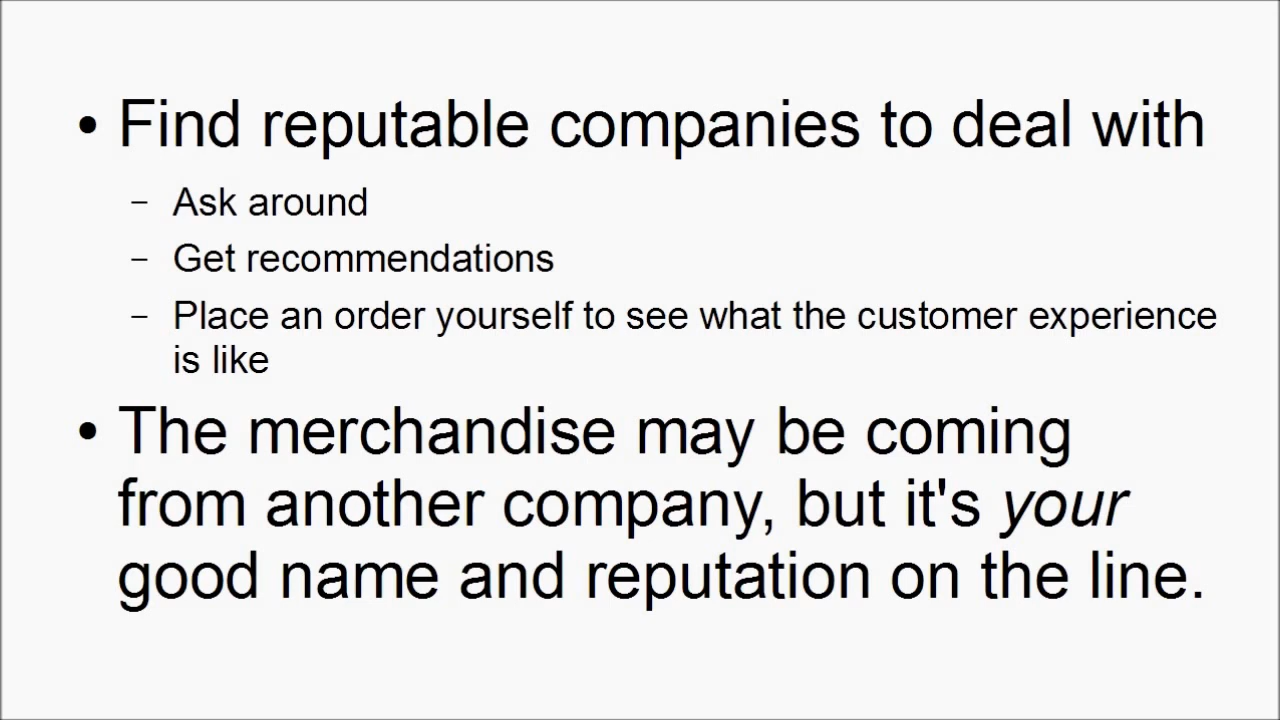 • Find reputable companies to deal with
– Ask around
– Get recommendations
– Place an order yourself to see what the customer experience
is like
• The merchandise may be coming
from another company, but it's your
good name and reputation on the line.